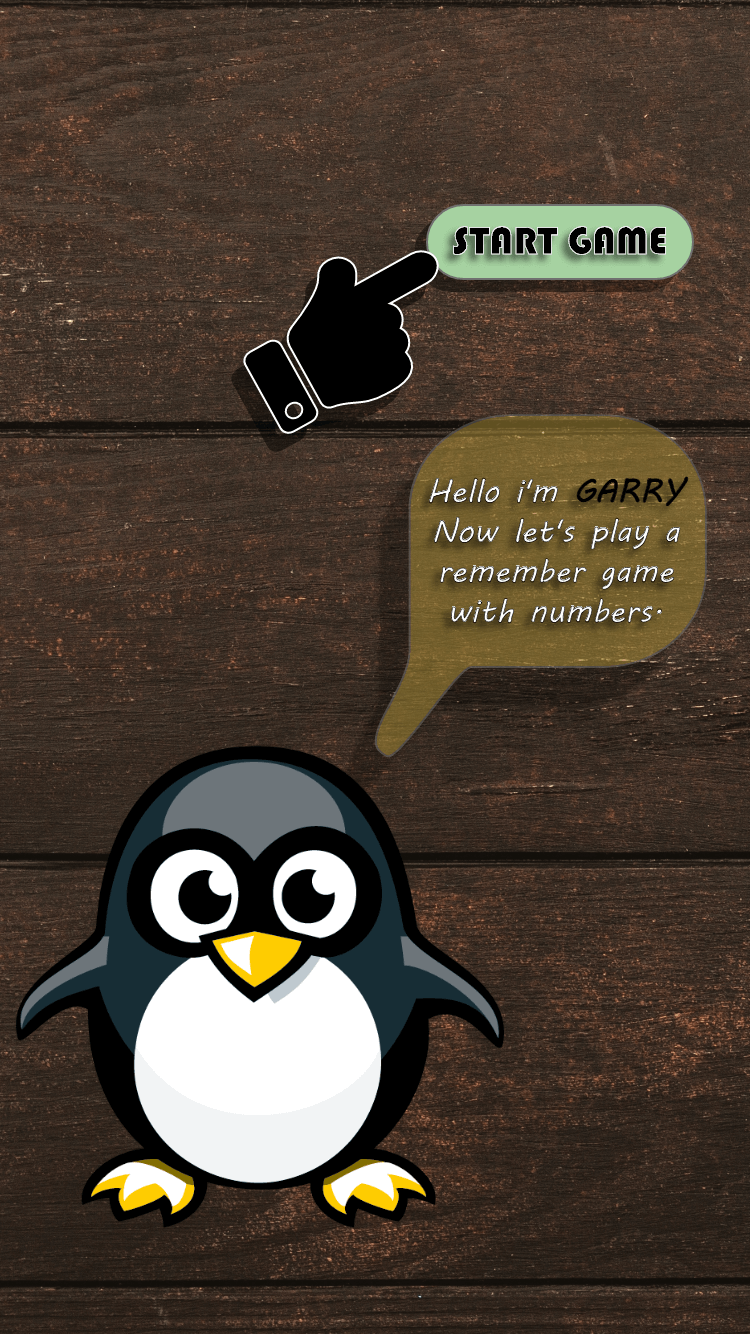 START GAME
Hello i'm GARRY
Now let's play a
remember game
with numbers.